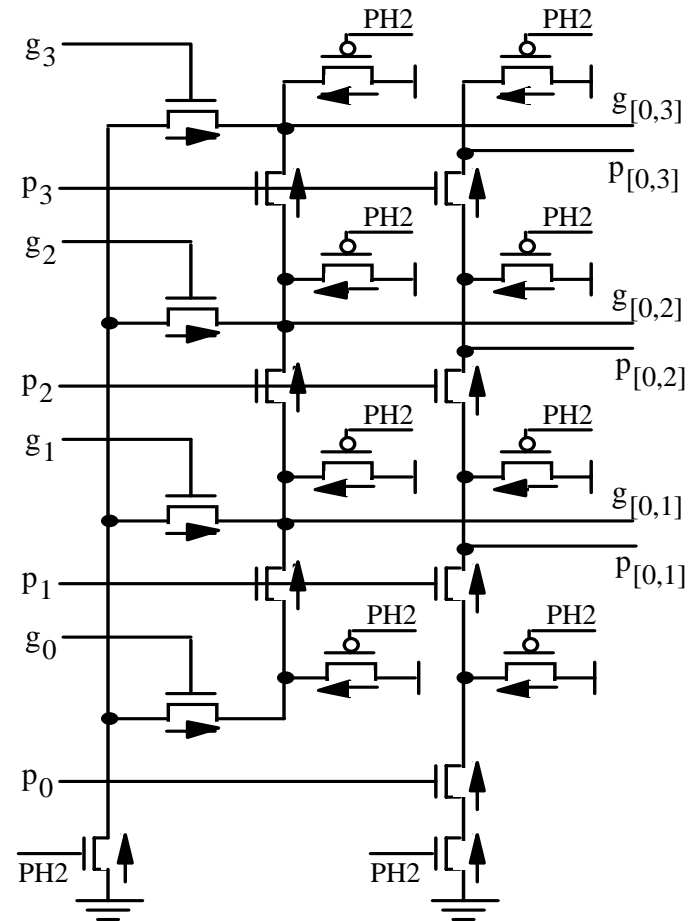 PH2 PH2
g3
g[0,3]
p[0,3]
p3
PH2 PH2
g2
g[0,2]
p[0,2]
p2
PH2 PH2
g1
g[0,1]
p[0,1]
p1
PH2 PH2
g0
p0
PH2 PH2